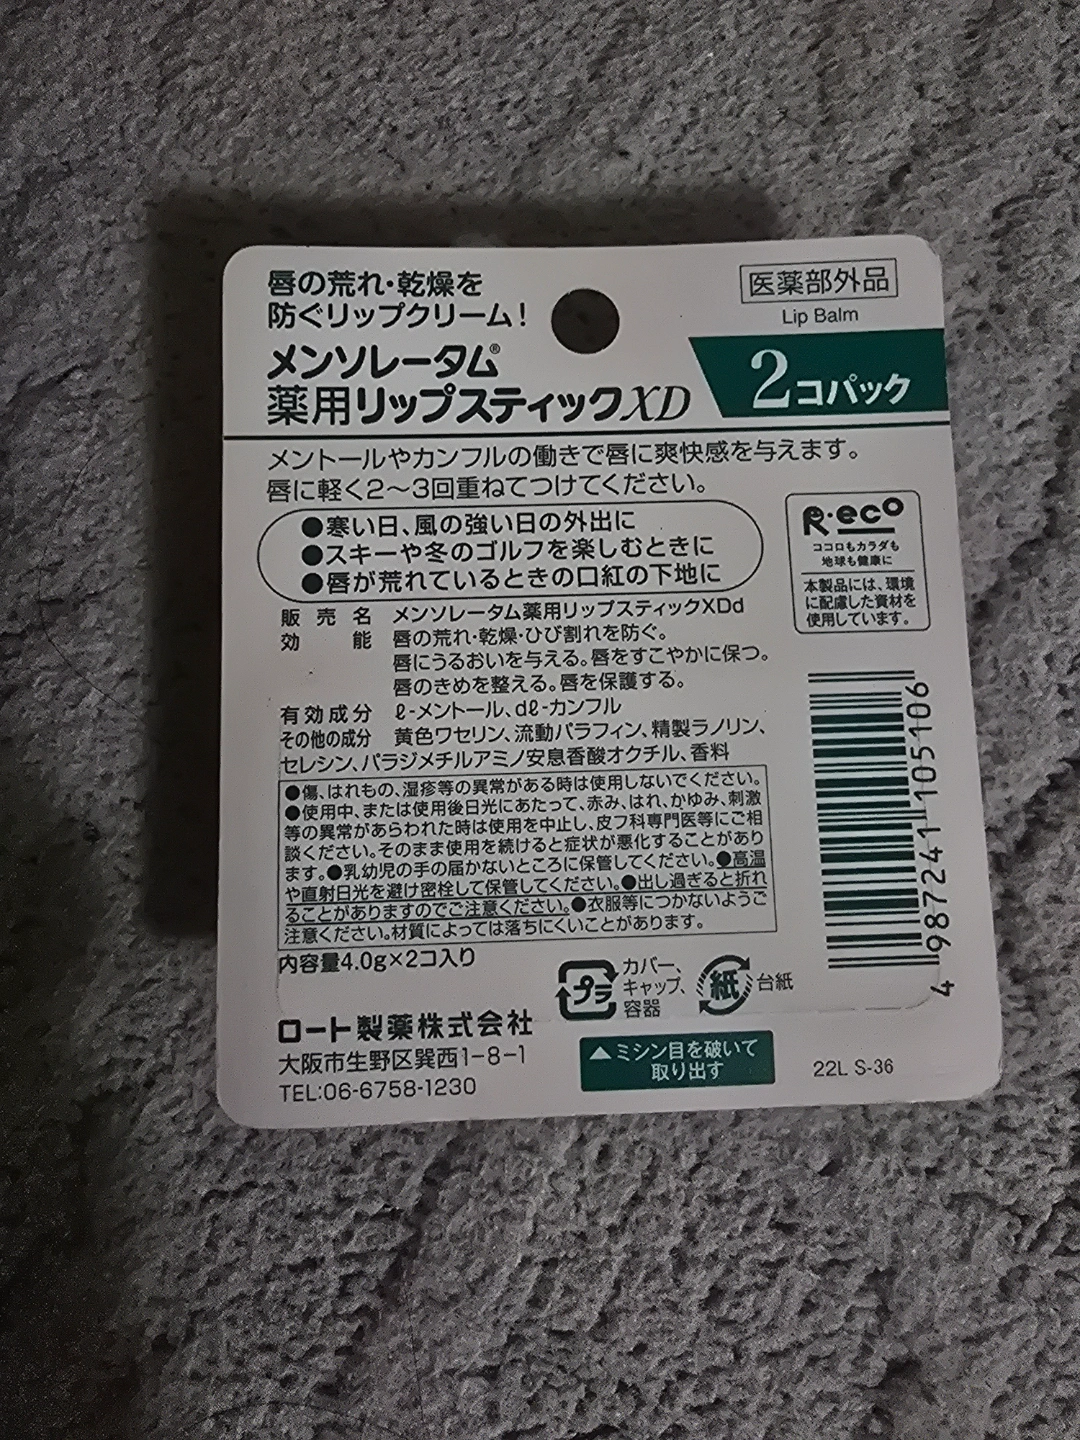 唇の荒れ・乾燥を
防ぐリップクリーム!
メンソレータム®
薬用リップスティックXD
医薬部外品
Lip Balm
2コパック
メントールやカンフルの働きで唇に爽快感を与えます。
唇に軽く2〜3回重ねてつけてください。
●寒い日、風の強い日の外出に
●スキーや冬のゴルフを楽しむときに
●唇が荒れているときの口紅の下地に
R・eco
ココロもカラダも
地球も健康に
本製品には、環境
に配慮した資材を
使用しています。
販売名 メンソレータム薬用リップスティックXDd
効能 唇の荒れ・乾燥・ひび割れを防ぐ。
唇にうるおいを与える。唇をすこやかに保つ。
唇のきめを整える。唇を保護する。
有効成分 ℓ-メントール、dℓ-カンフル
その他の成分 黄色ワセリン、流動パラフィン、精製ラノリン、
セレシン、パラジメチルアミノ安息香酸オクチル、香料
●傷、はれもの、湿疹等の異常がある時は使用しないでください。
●使用中、または使用後日光にあたって、赤み、はれ、かゆみ、刺激
等の異常があらわれた時は使用を中止し、皮フ科専門医等にご相
談ください。そのまま使用を続けると症状が悪化することがあり
ます。●乳幼児の手の届かないところに保管してください。●高温
や直射日光を避け密栓して保管してください。●出し過ぎると折れ
ることがありますのでご注意ください。●衣服等につかないようご
注意ください。材質によっては落ちにくいことがあります。
内容量4.0g×2コ入り
プラ
カバー、
キャップ、
容器
紙
台紙
4 987241 105106
ロート製薬株式会社
大阪市生野区巽西1-8-1
TEL:06-6758-1230
▲ミシン目を破いて
取り出す
22L S-36